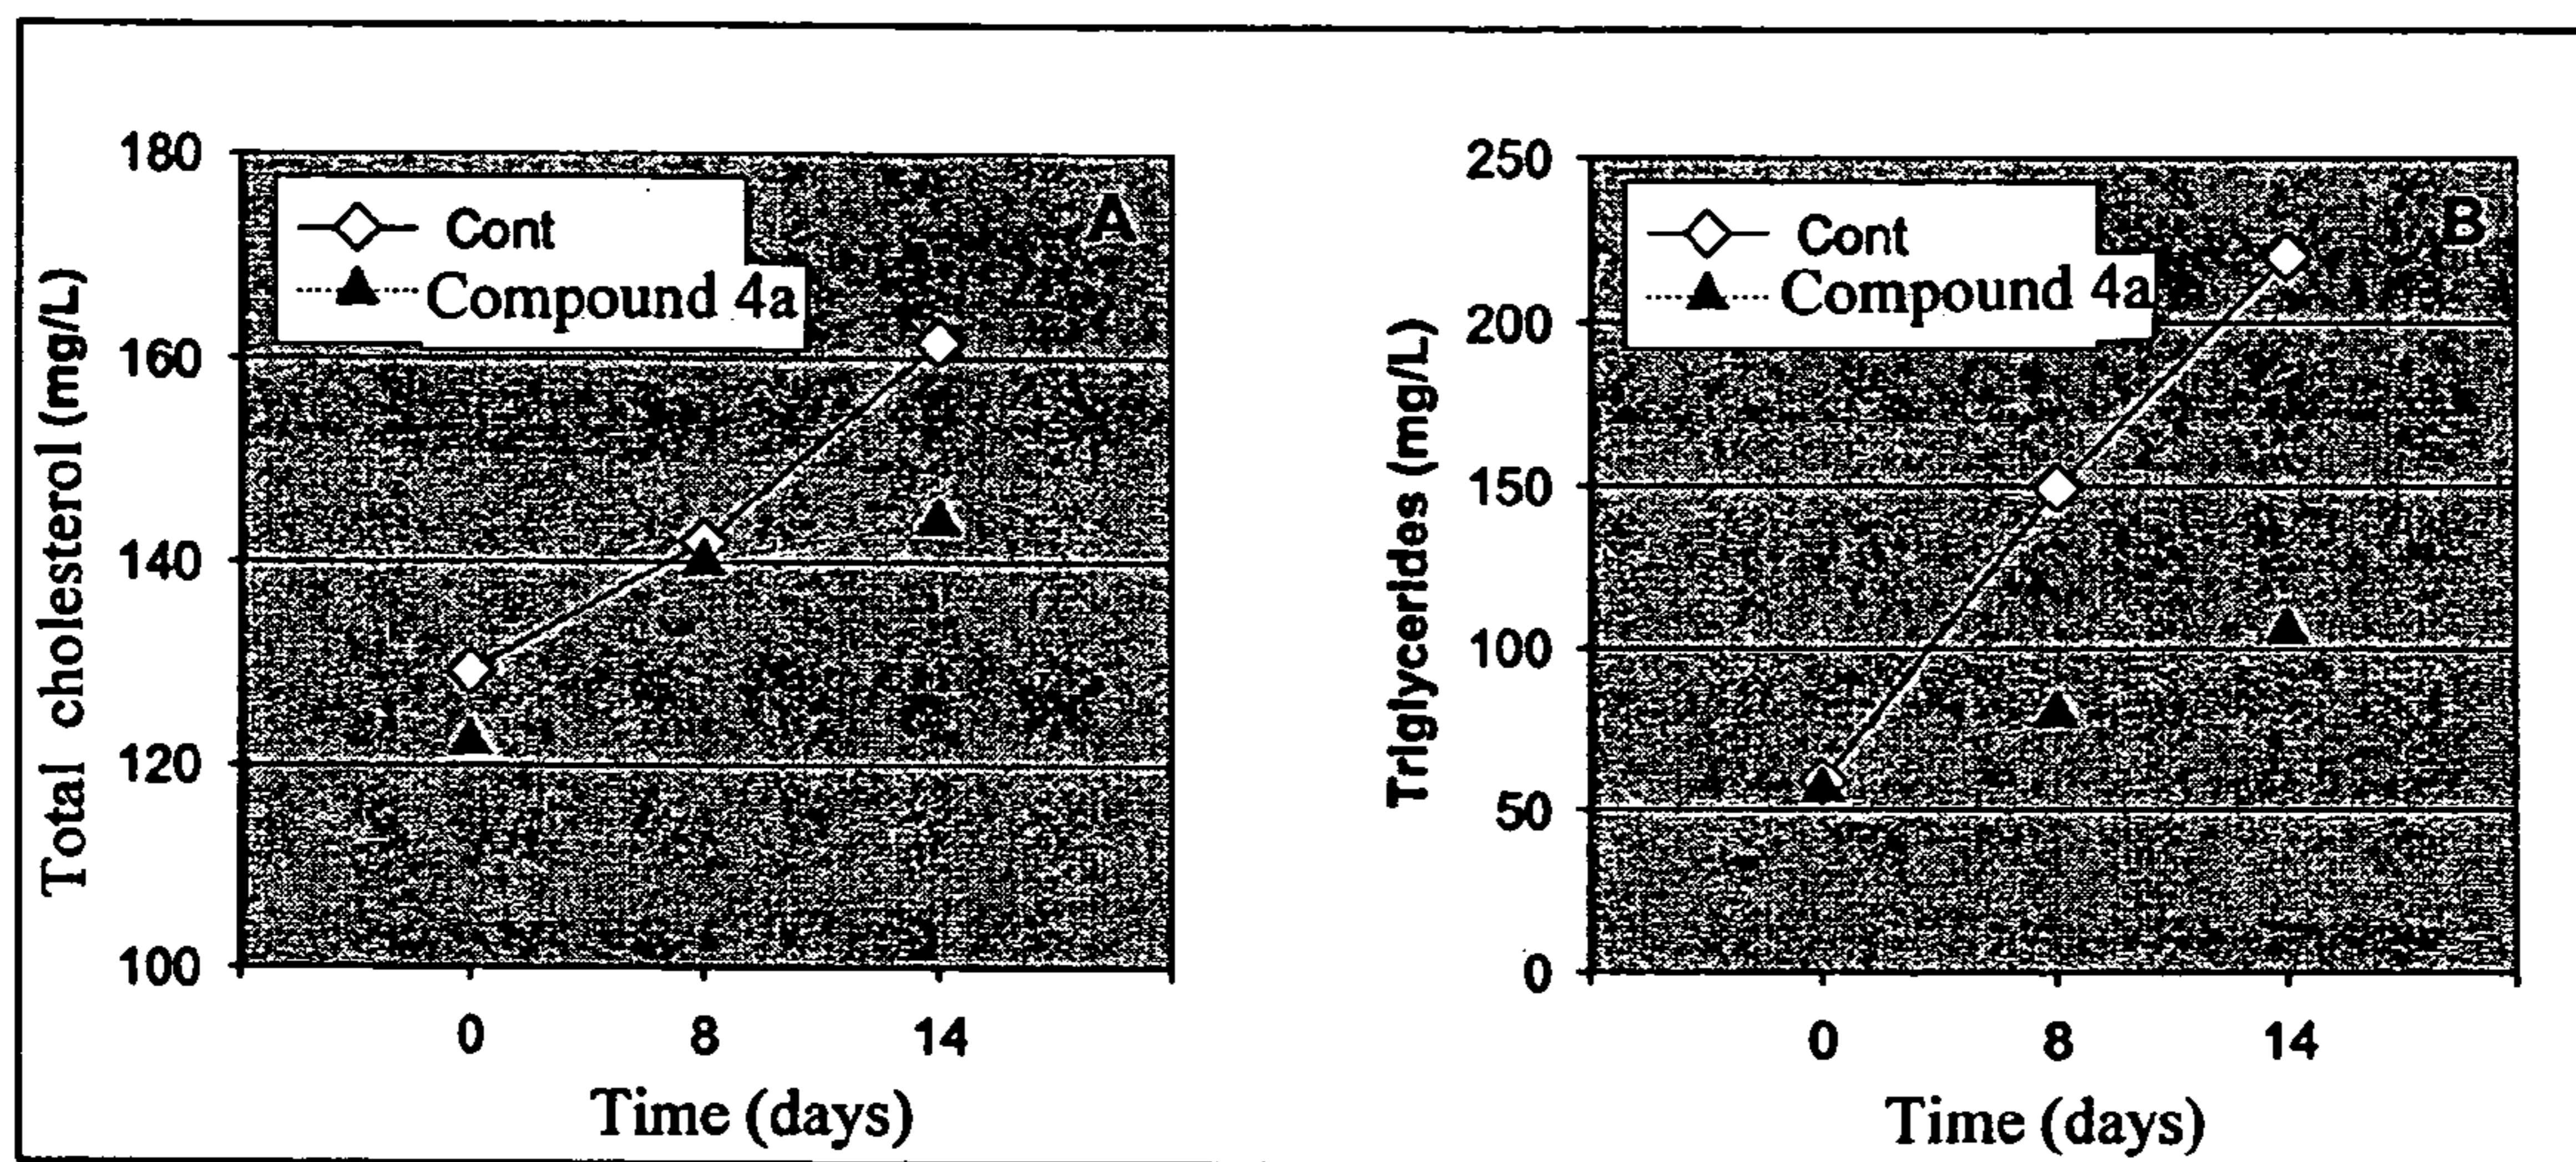 180
160
140
120
100
Total cholesterol (mg/L)
Cont
Compound 4a
A
0 8 14
Time (days)
250
200
150
100
50
0
Triglycerides (mg/L)
Cont
Compound 4a
B
0 8 14
Time (days)